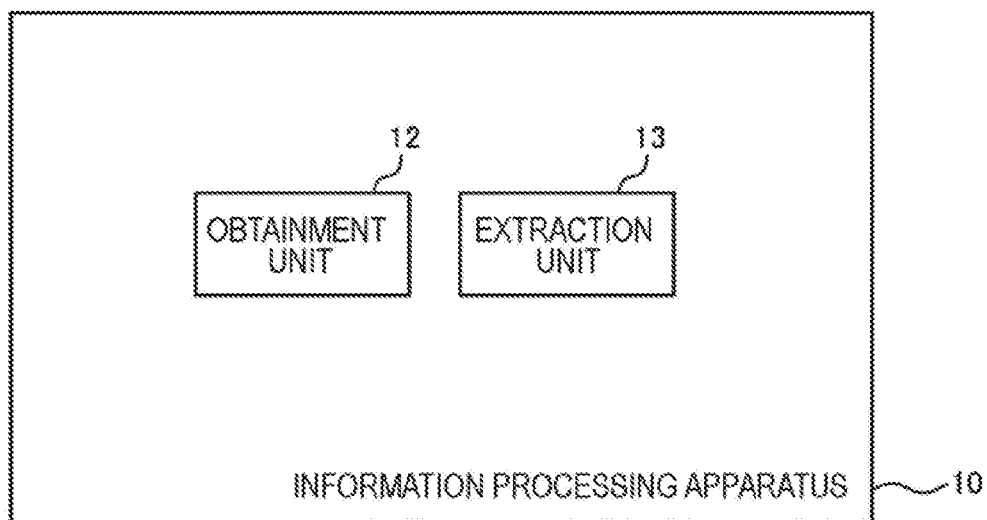 12
13
OBTAINMENT
UNIT
EXTRACTION
UNIT
INFORMATION PROCESSING APPARATUS
10